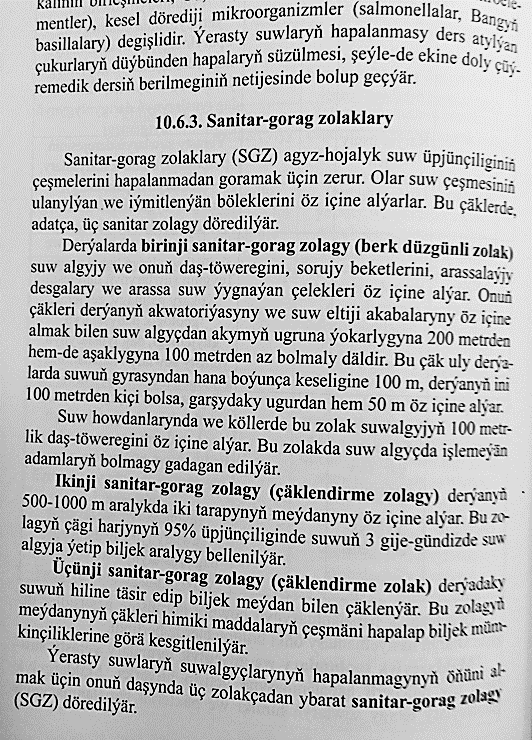 mentler), kesel dörediji mikroorganizmler (salmonellalar, Bangyň
basillalary) degişlidir. Ýerasty suwlaryň hapalanmasy ders atylýan
çukurlaryň düýbünden hapalaryň süzülmesi, şeýle-de ekine doly çüý-
remedik dersiň berilmeginiň netijesinde bolup geçýär.
10.6.3. Sanitar-gorag zolaklary
Sanitar-gorag zolaklary (SGZ) agyz-hojalyk suw üpjünçiliginiň
çeşmelerini hapalanmadan goramak üçin zerur. Olar suw çeşmesiniň
ulanylýan we iýmitlenýän böleklerini öz içine alýarlar. Bu çäklerde,
adatça, üç sanitar zolagy döredilýär.
Derýalarda birinji sanitar-gorag zolagy (berk düzgünli zolak)
suw algyjy we onuň daş-töweregini, sorujy beketlerini, arassalaýjy
desgalary we arassa suw ýygnaýan çelekleri öz içine alýar. Onuň
çäkleri derýanyň akwatoriýasyny we suw eltiji akabalaryny öz içine
almak bilen suw algyçdan akymyň ugruna ýokarlygyna 200 metrden
hem-de aşaklygyna 100 metrden az bolmaly däldir. Bu çäk uly derýa-
larda suwuň gyrasyndan hana boýunça keseligine 100 m, derýanyň ini
100 metrden kiçi bolsa, garşydaky ugurdan hem 50 m öz içine alýar.
Suw howdanlarynda we köllerde bu zolak suwalgyjyň 100 metr-
lik daş-töweregini öz içine alýar. Bu zolakda suw algyçda işlemeýän
adamlaryň bolmagy gadagan edilýär.
Ikinji sanitar-gorag zolagy (çäklendirme zolagy) derýanyň
500-1000 m aralykda iki tarapynyň meýdanyny öz içine alýar. Bu zo-
lagyň çägi harjynyň 95% üpjünçiliginde suwuň 3 gije-gündizde suw
algyja ýetip biljek aralygy bellenilýär.
Üçünji sanitar-gorag zolagy (çäklendirme zolak) derýadaky
suwuň hiline täsir edip biljek meýdan bilen çäklenýär. Bu zolagyň
meýdanynyň çäkleri himiki maddalaryň çeşmäni hapalap biljek müm-
kinçiliklerine görä kesgitlenilýär.
Ýerasty suwlaryň suwalgyçlarynyň hapalanmagynyň öňüni al-
mak üçin onuň daşynda üç zolakçadan ybarat sanitar-gorag zolagy
(SGZ) döredilýär.